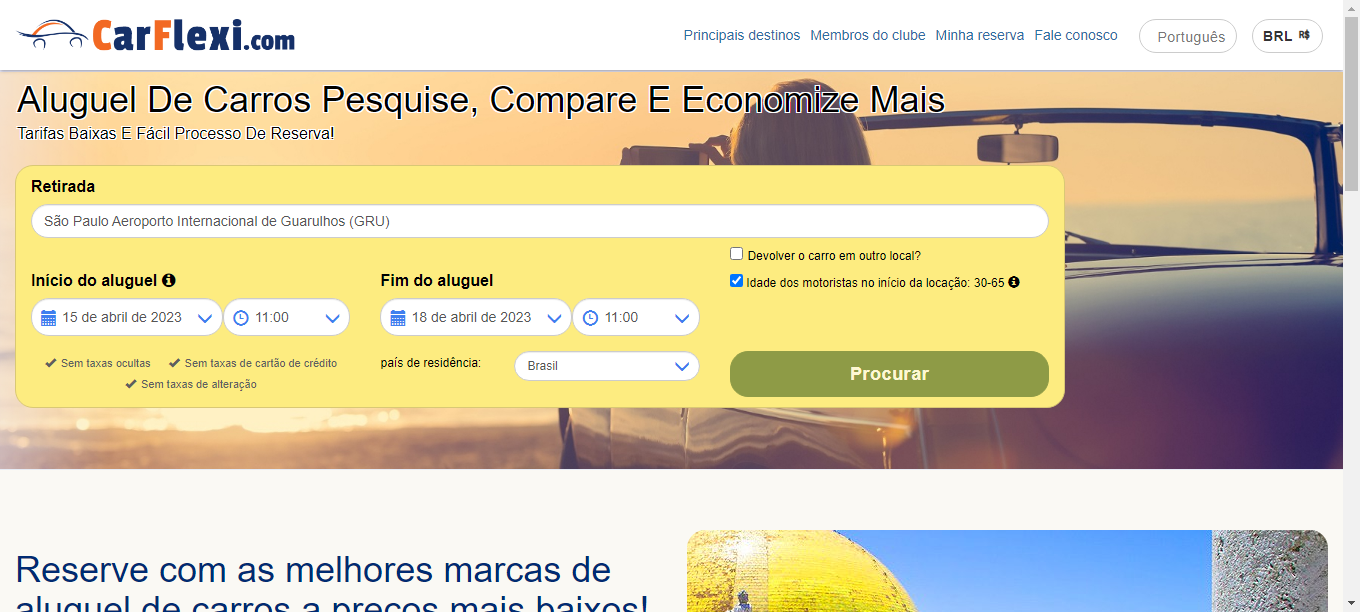 CarFlexi.com
Principais destinos Membros do clube Minha reserva Fale conosco Português BRL R$
Aluguel De Carros Pesquise, Compare E Economize Mais
Tarifas Baixas E Fácil Processo De Reserva!
Retirada
São Paulo Aeroporto Internacional de Guarulhos (GRU)
Devolver o carro em outro local?
Início do aluguel Fim do aluguel
Idade dos motoristas no início da locação: 30-65
15 de abril de 2023 11:00 18 de abril de 2023 11:00
Sem taxas ocultas Sem taxas de cartão de crédito
Sem taxas de alteração
país de residência: Brasil
Procurar
Reserve com as melhores marcas de
aluguel de carros a preços mais baixos!